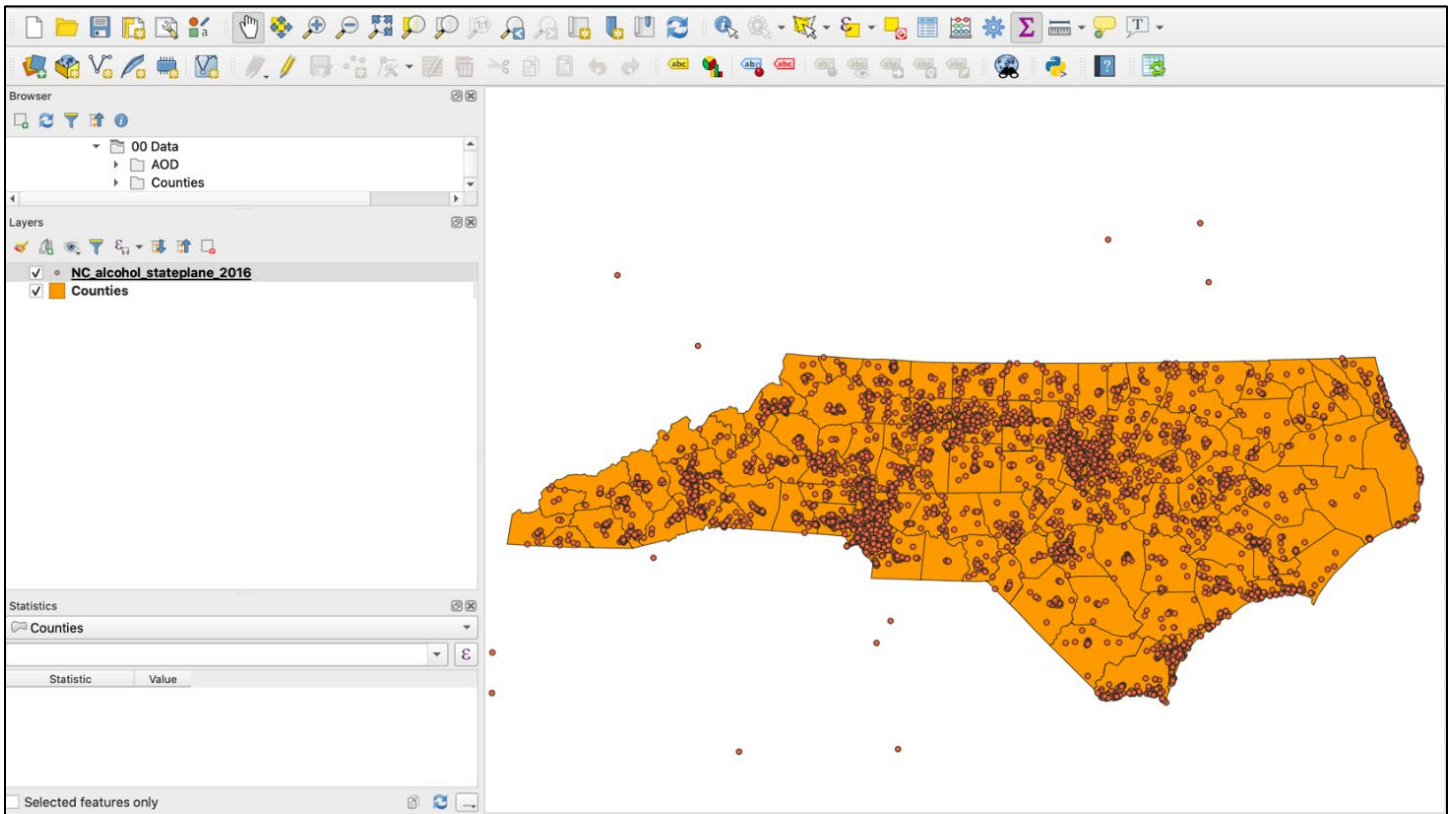 Browser
00 Data
AOD
Counties
Layers
NC_alcohol_stateplane_2016
Counties
Statistics
Counties
Statistic Value
Selected features only